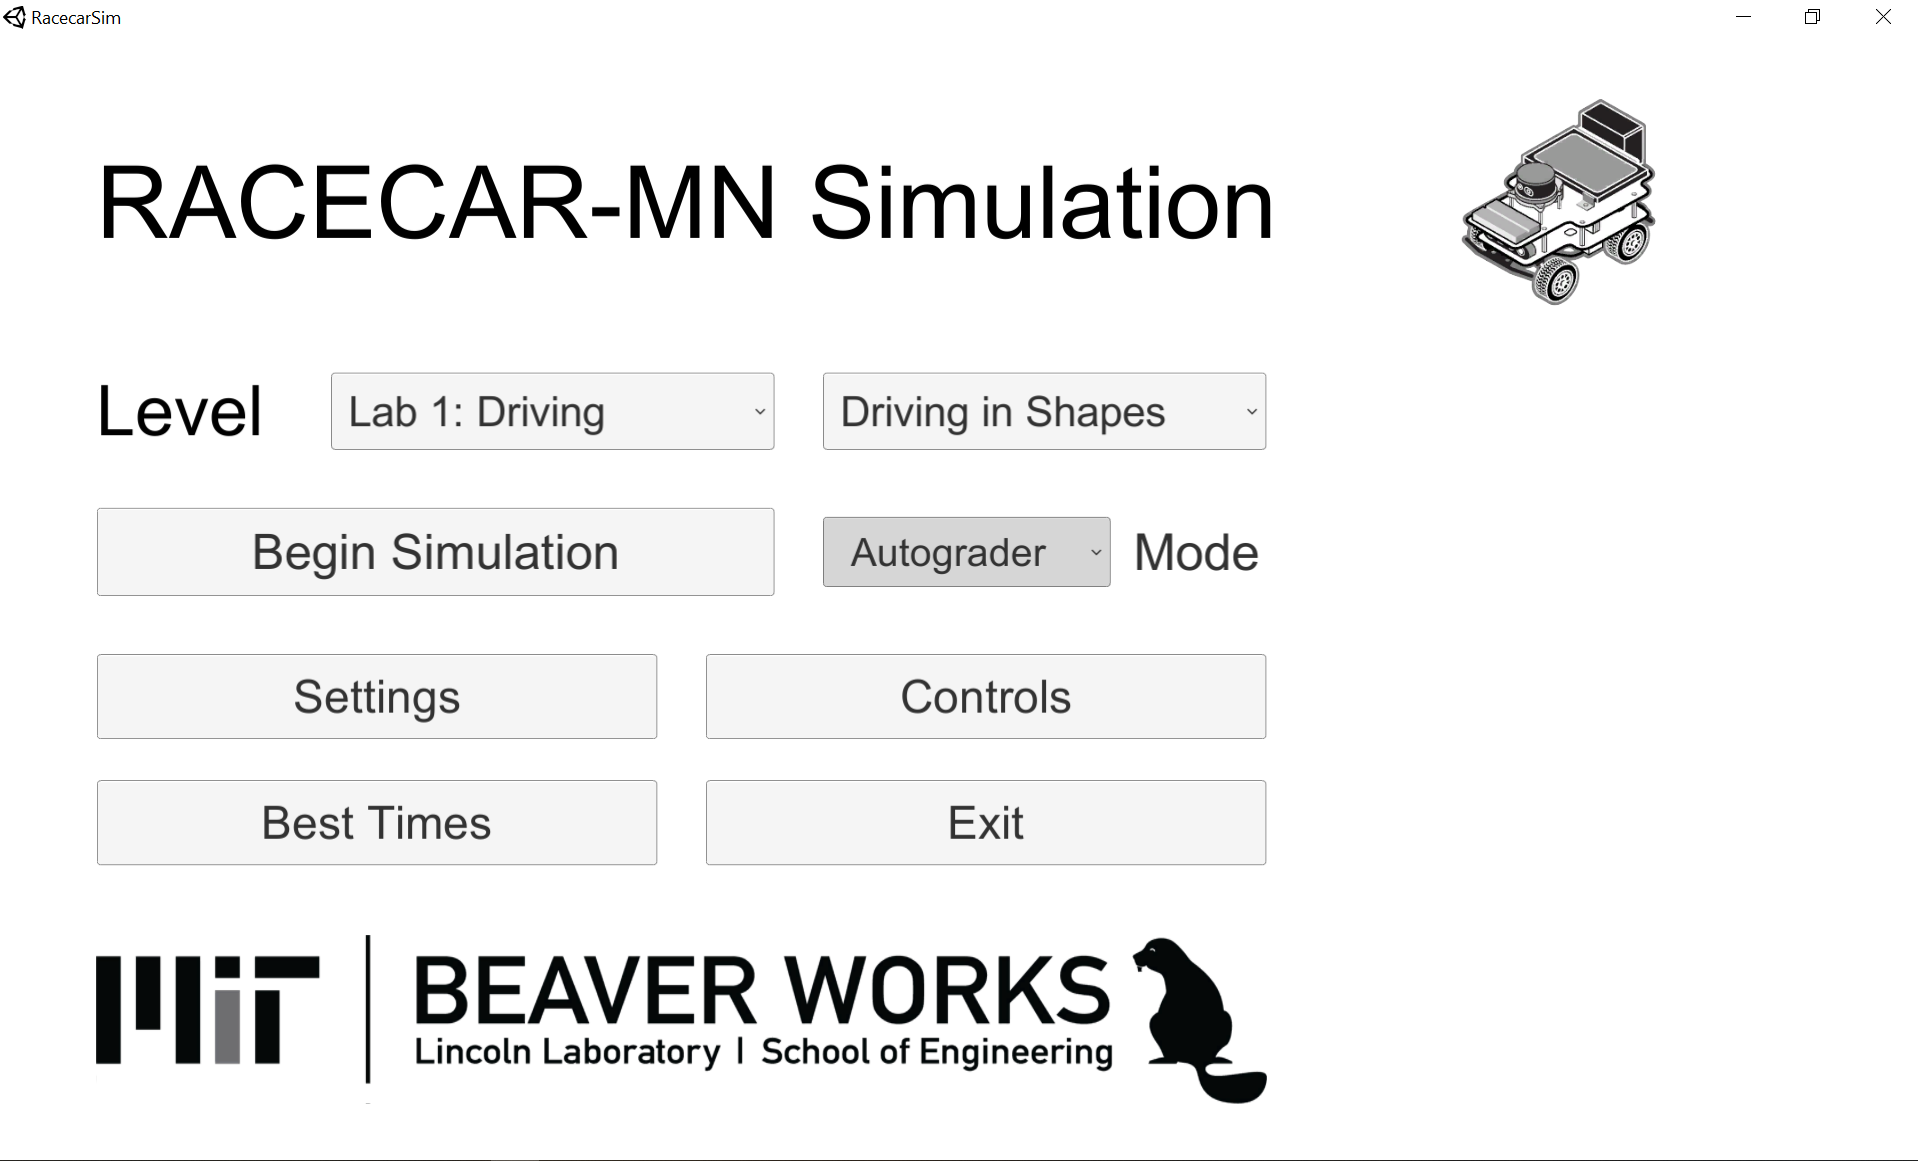 RacecarSim
RACECAR-MN Simulation
Level
Lab 1: Driving
Driving in Shapes
Begin Simulation
Autograder
Mode
Settings
Controls
Best Times
Exit
MIT
BEAVER WORKS
Lincoln Laboratory | School of Engineering